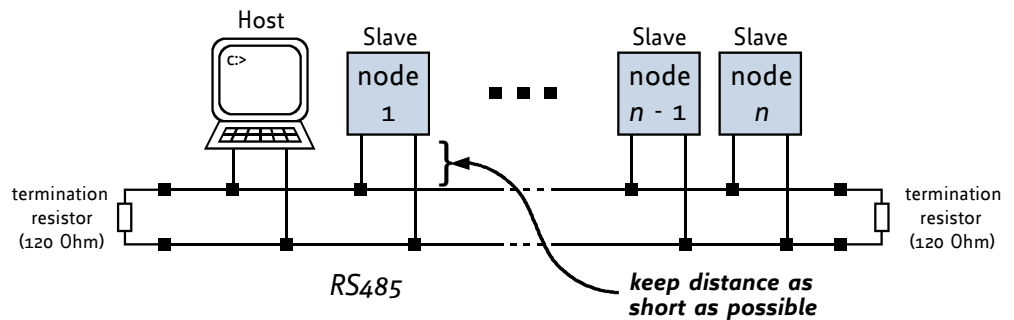 Host
C:>
Slave
node
1
Slave
node
n - 1
Slave
node
n
termination
resistor
(120 Ohm)
termination
resistor
(120 Ohm)
RS485
keep distance as
short as possible